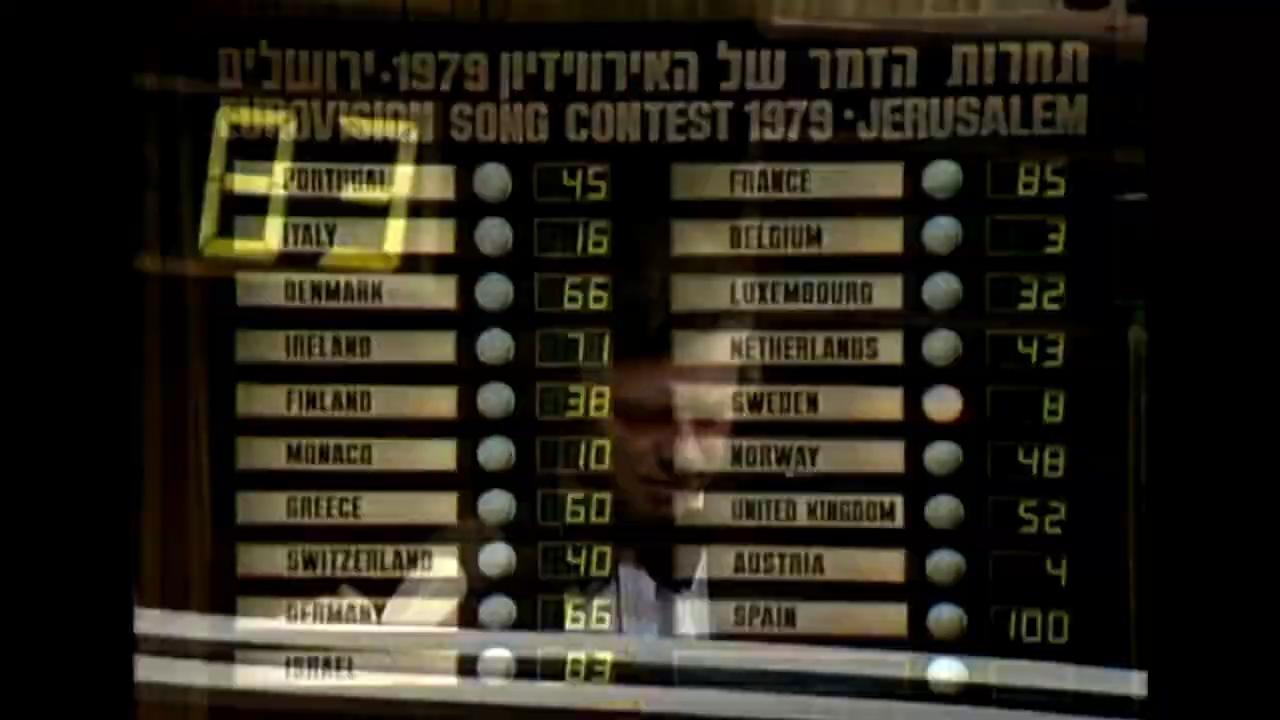 תחרות הזמר של האירוויזיון 1979·ירושלים
EUROVISION SONG CONTEST 1979 ·JERUSALEM
83
PORTUGAL 45 FRANCE 85
ITALY 16 BELGIUM 3
DENMARK 66 LUXEMBOURG 32
IRELAND 71 NETHERLANDS 43
FINLAND 38 SWEDEN 8
MONACO 10 NORWAY 48
GREECE 60 UNITED KINGDOM 52
SWITZERLAND 40 AUSTRIA 4
GERMANY 66 SPAIN 100
ISRAEL 83